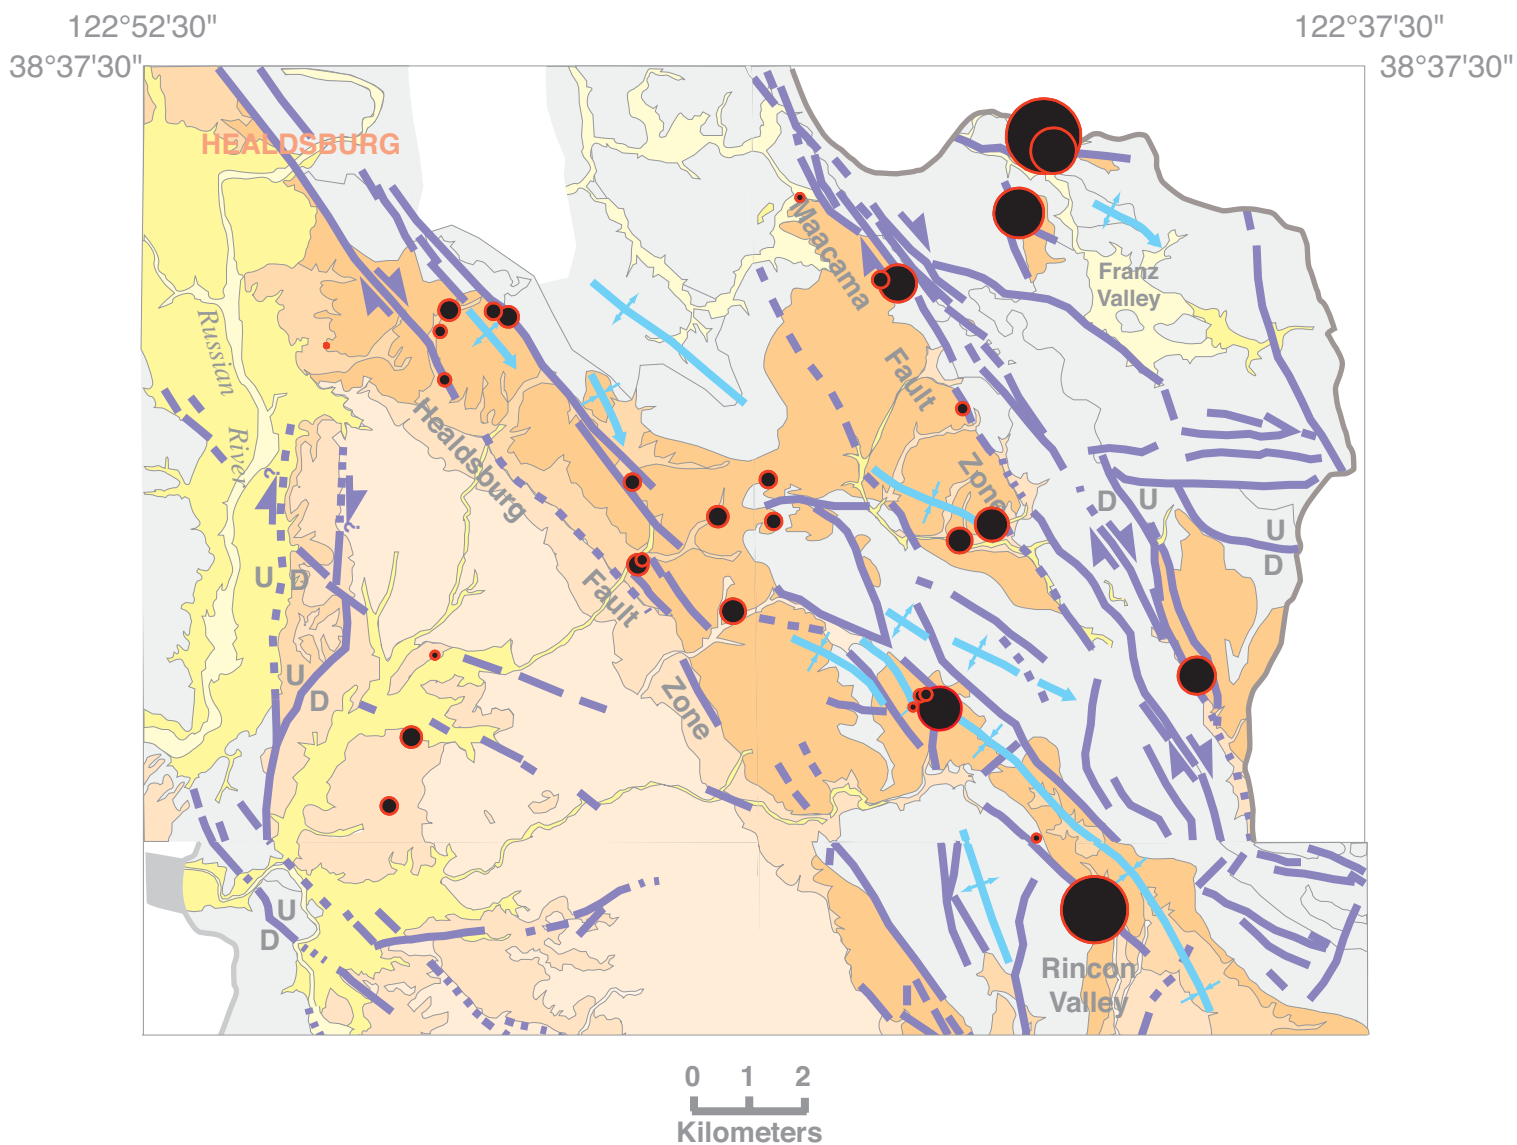 122°52'30"
122°37'30"
38°37'30"
38°37'30"
HEALDSBURG
Maacama
Franz
Valley
Russian
River
Fault
Healdsburg
Zone
?
?
D
U
U
D
U
D
Fault
U
D
Zone
U
D
Rincon
Valley
0 1 2
Kilometers